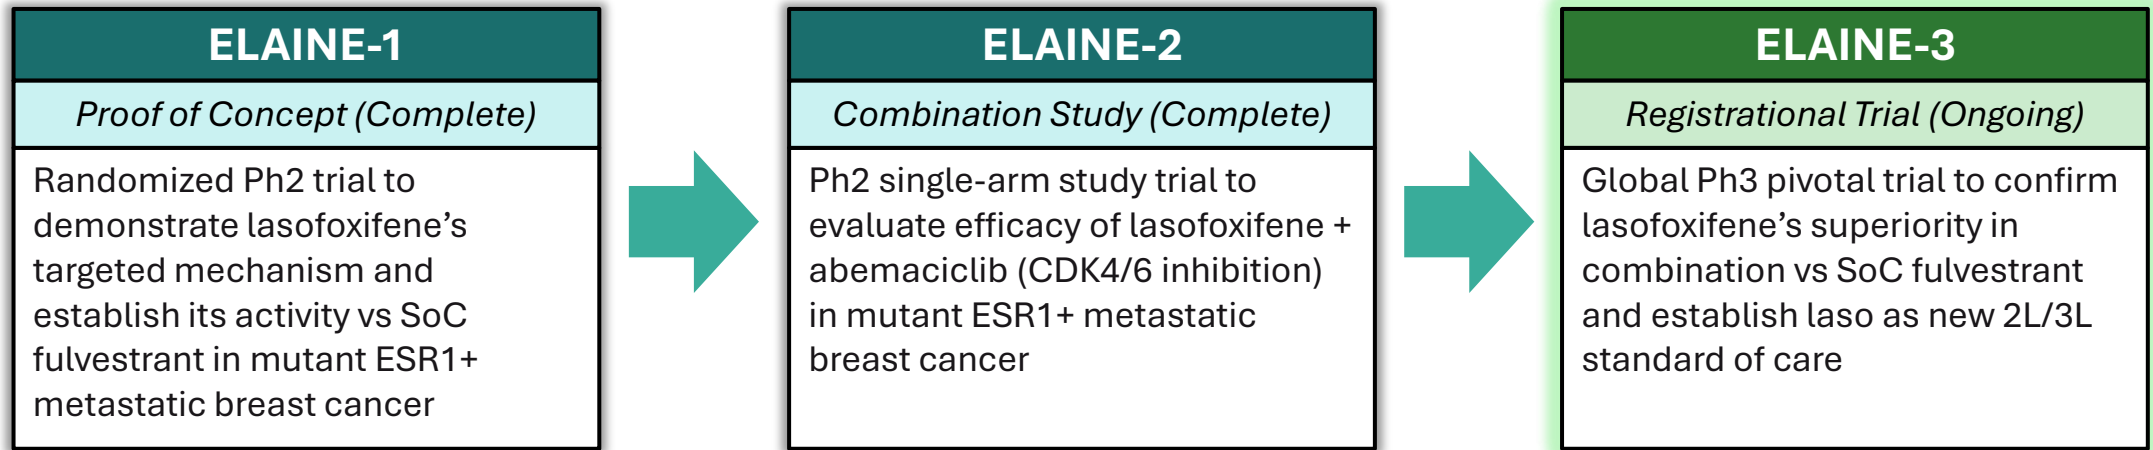 ELAINE-1
Proof of Concept (Complete)
Randomized Ph2 trial to
demonstrate lasofoxifene’s
targeted mechanism and
establish its activity vs SoC
fulvestrant in mutant ESR1+
metastatic breast cancer
ELAINE-2
Combination Study (Complete)
Ph2 single-arm study trial to
evaluate efficacy of lasofoxifene +
abemaciclib (CDK4/6 inhibition)
in mutant ESR1+ metastatic
breast cancer
ELAINE-3
Registrational Trial (Ongoing)
Global Ph3 pivotal trial to confirm
lasofoxifene’s superiority in
combination vs SoC fulvestrant
and establish laso as new 2L/3L
standard of care